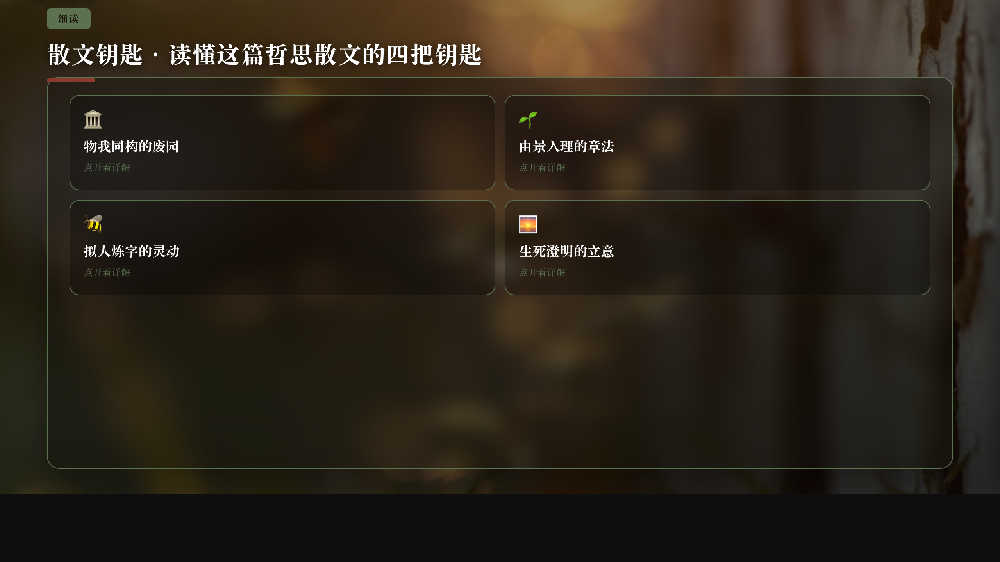 细读
散文钥匙 · 读懂这篇哲思散文的四把钥匙
物我同构的废园
点开看详解
由景入理的章法
点开看详解
拟人炼字的灵动
点开看详解
生死澄明的立意
点开看详解